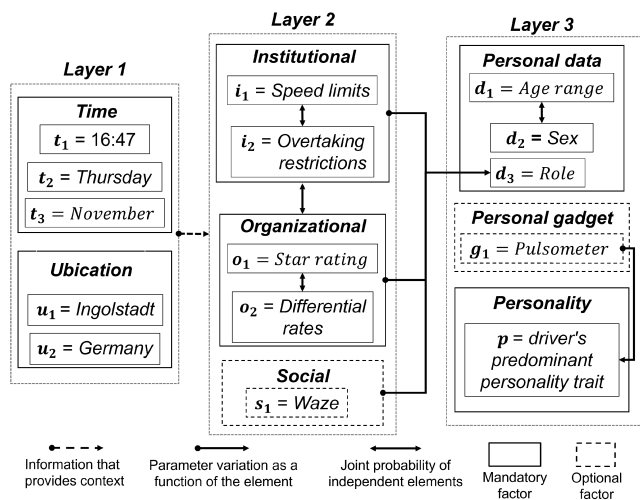 Layer 1
Time
t₁ = 16:47
t₂ = Thursday
t₃ = November
Ubication
u₁ = Ingolstadt
u₂ = Germany
Layer 2
Institutional
i₁ = Speed limits
i₂ = Overtaking
restrictions
Organizational
o₁ = Star rating
o₂ = Differential
rates
Social
s₁ = Waze
Layer 3
Personal data
d₁ = Age range
d₂ = Sex
d₃ = Role
Personal gadget
g₁ = Pulsometer
Personality
p = driver's
predominant
personality trait
Information that
provides context
Parameter variation as a
function of the element
Joint probability of
independent elements
Mandatory
factor
Optional
factor